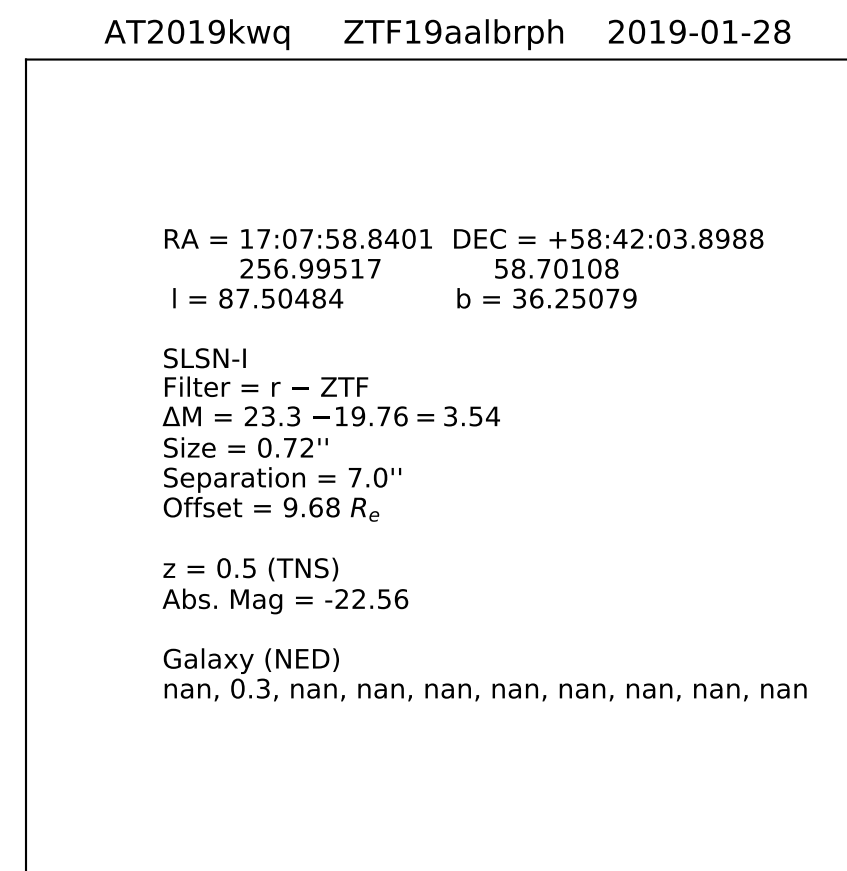 AT2019kwq ZTF19aalbrph 2019-01-28
RA = 17:07:58.8401 DEC = +58:42:03.8988
256.99517 58.70108
l = 87.50484 b = 36.25079
SLSN-I
Filter = r − ZTF
ΔM = 23.3 −19.76 = 3.54
Size = 0.72''
Separation = 7.0''
Offset = 9.68 Rₑ
z = 0.5 (TNS)
Abs. Mag = -22.56
Galaxy (NED)
nan, 0.3, nan, nan, nan, nan, nan, nan, nan, nan